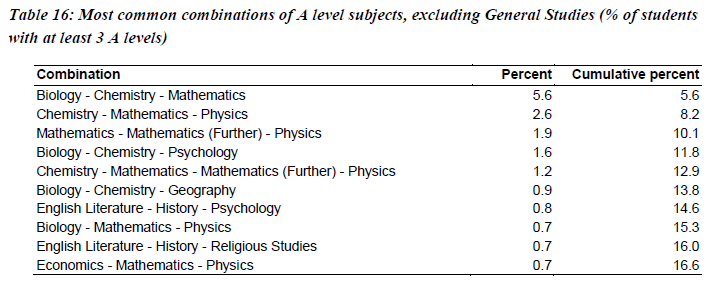 Table 16: Most common combinations of A level subjects, excluding General Studies (% of students
with at least 3 A levels)
Combination Percent Cumulative percent
Biology - Chemistry - Mathematics 5.6 5.6
Chemistry - Mathematics - Physics 2.6 8.2
Mathematics - Mathematics (Further) - Physics 1.9 10.1
Biology - Chemistry - Psychology 1.6 11.8
Chemistry - Mathematics - Mathematics (Further) - Physics 1.2 12.9
Biology - Chemistry - Geography 0.9 13.8
English Literature - History - Psychology 0.8 14.6
Biology - Mathematics - Physics 0.7 15.3
English Literature - History - Religious Studies 0.7 16.0
Economics - Mathematics - Physics 0.7 16.6